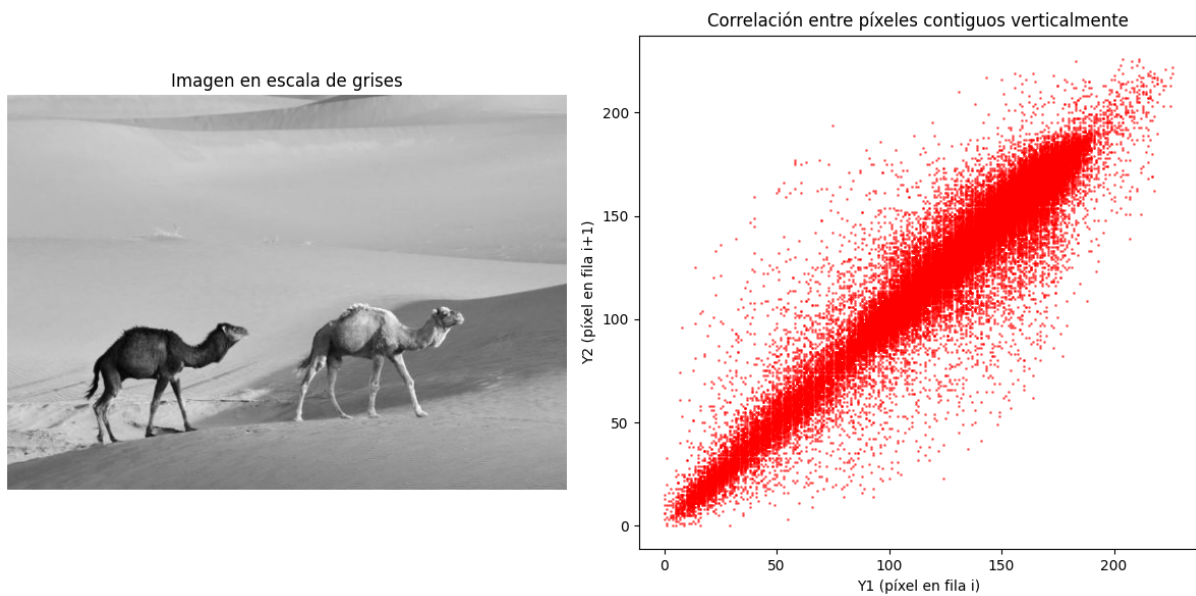 Imagen en escala de grises
Correlación entre píxeles contiguos verticalmente
Y2 (píxel en fila i+1)
200
150
100
50
0
0 50 100 150 200
Y1 (píxel en fila i)